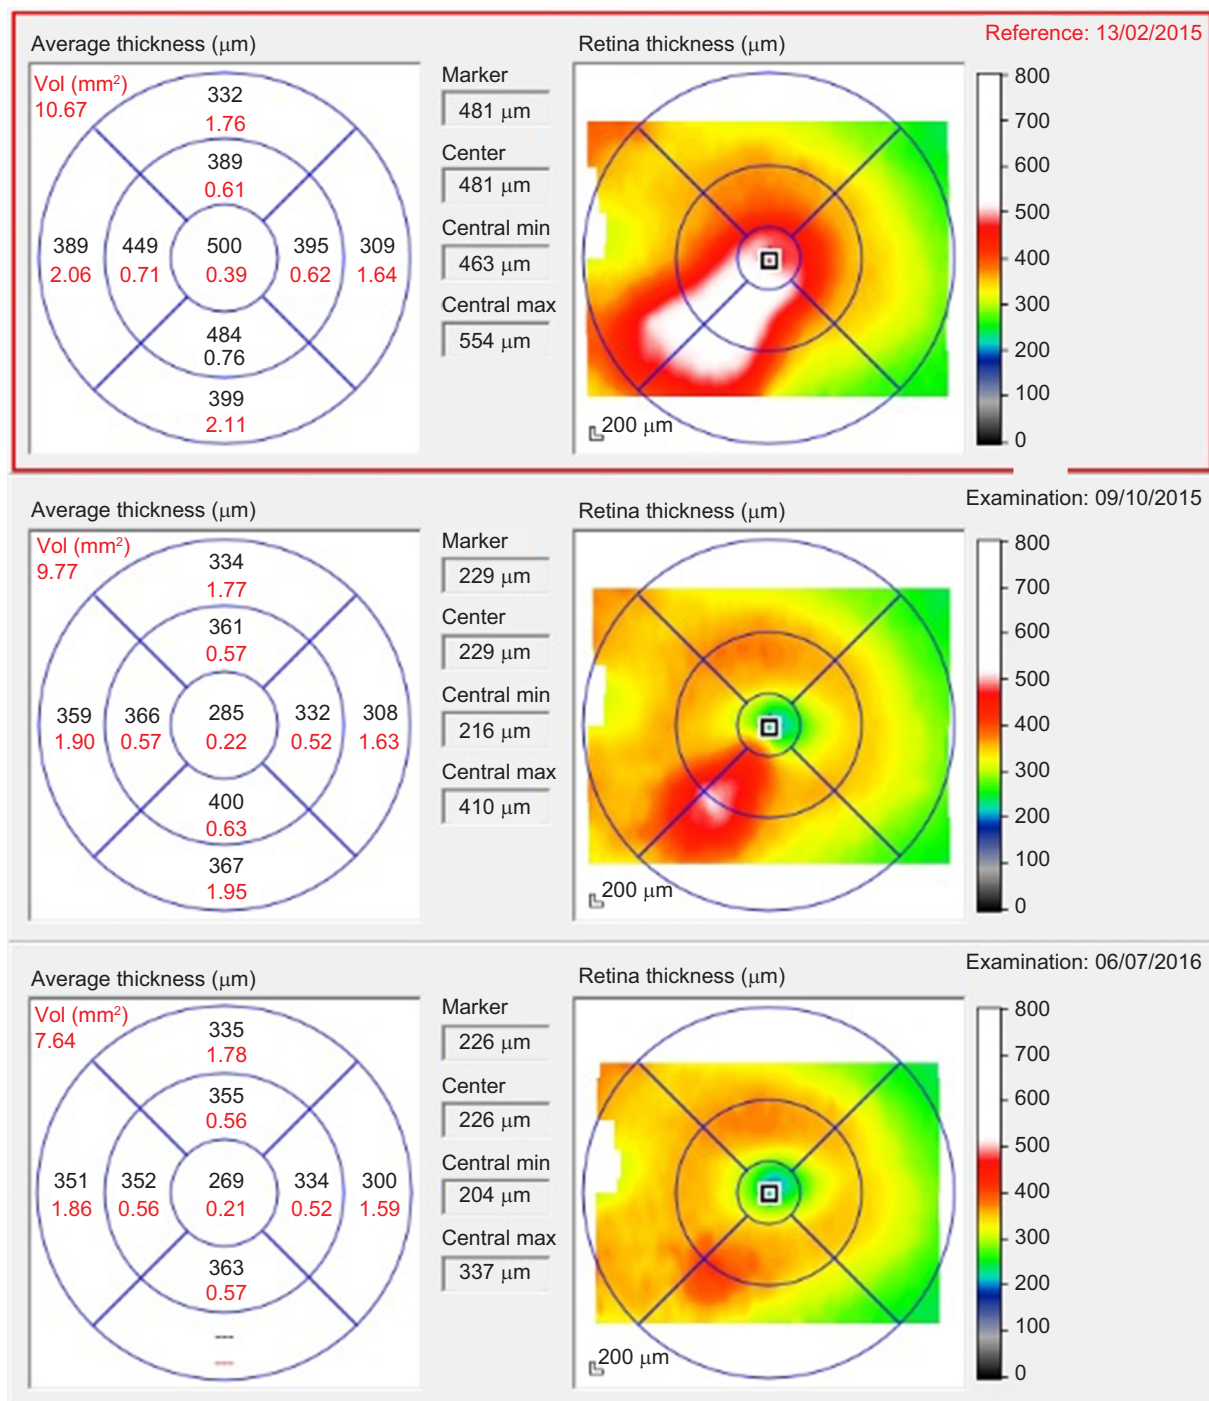 Reference: 13/02/2015
Average thickness (μm)
Vol (mm²)
10.67
332
1.76
389
0.61
389 449 500 395 309
2.06 0.71 0.39 0.62 1.64
484
0.76
399
2.11
Marker
481 μm
Center
481 μm
Central min
463 μm
Central max
554 μm
Retina thickness (μm)
200 μm
800
700
600
500
400
300
200
100
0
Examination: 09/10/2015
Average thickness (μm)
Vol (mm²)
9.77
334
1.77
361
0.57
359 366 285 332 308
1.90 0.57 0.22 0.52 1.63
400
0.63
367
1.95
Marker
229 μm
Center
229 μm
Central min
216 μm
Central max
410 μm
Retina thickness (μm)
200 μm
800
700
600
500
400
300
200
100
0
Examination: 06/07/2016
Average thickness (μm)
Vol (mm²)
7.64
335
1.78
355
0.56
351 352 269 334 300
1.86 0.56 0.21 0.52 1.59
363
0.57
---
---
Marker
226 μm
Center
226 μm
Central min
204 μm
Central max
337 μm
Retina thickness (μm)
200 μm
800
700
600
500
400
300
200
100
0